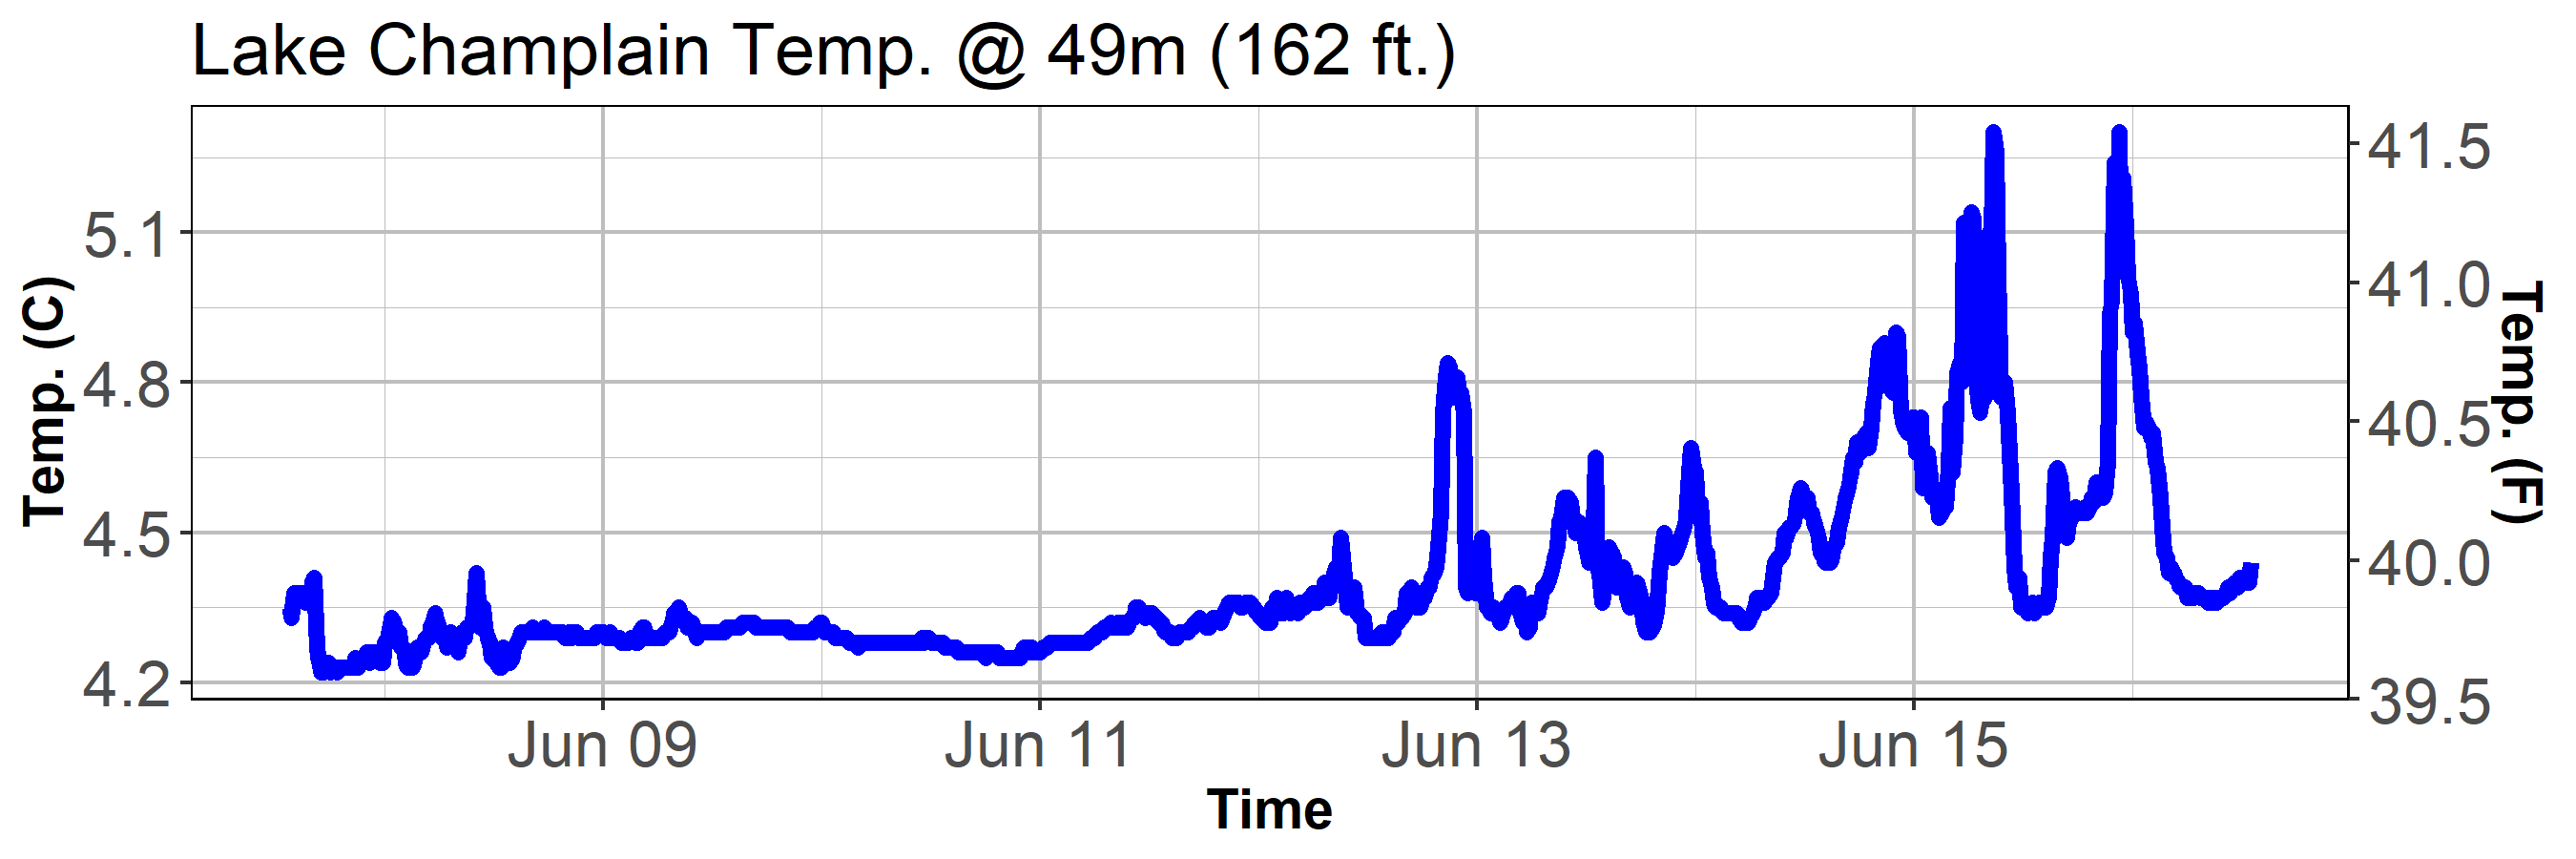 Lake Champlain Temp. @ 49m (162 ft.)
Temp. (C)
5.1
4.8
4.5
4.2
41.5
41.0
40.5
40.0
39.5
Temp. (F)
Jun 09 Jun 11 Jun 13 Jun 15
Time